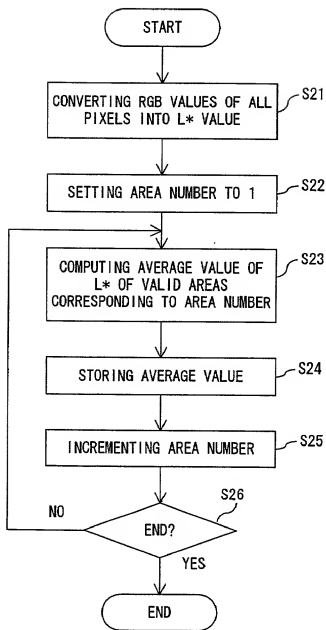 START
CONVERTING RGB VALUES OF ALL
PIXELS INTO L* VALUE
S21
SETTING AREA NUMBER TO 1
S22
COMPUTING AVERAGE VALUE OF
L* OF VALID AREAS
CORRESPONDING TO AREA NUMBER
S23
STORING AVERAGE VALUE
S24
INCREMENTING AREA NUMBER
S25
S26
NO
END?
YES
END